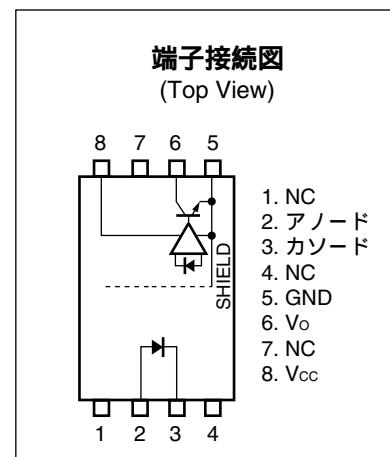 端子接続図
(Top View)
8 7 6 5
SHIELD
1 2 3 4
1. NC
2. アノード
3. カソード
4. NC
5. GND
6. Vo
7. NC
8. Vcc